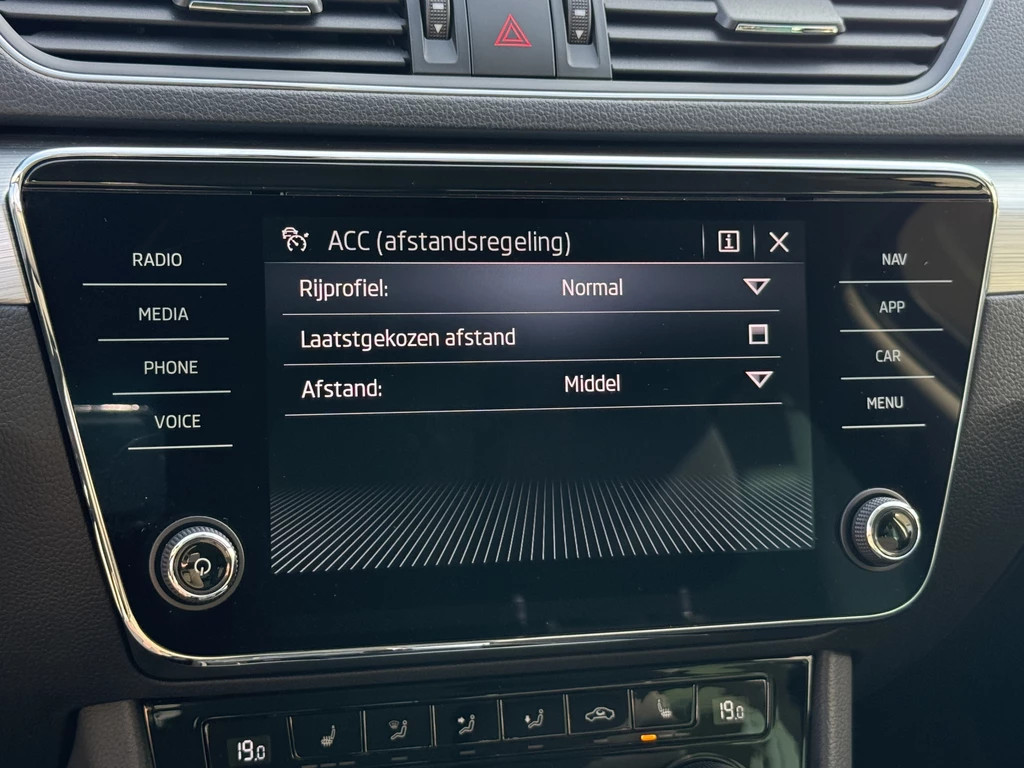 ACC (afstandsregeling)
Rijprofiel: Normal
Laatstgekozen afstand
Afstand: Middel
RADIO
MEDIA
PHONE
VOICE
NAV
APP
CAR
MENU
19.0
19.0